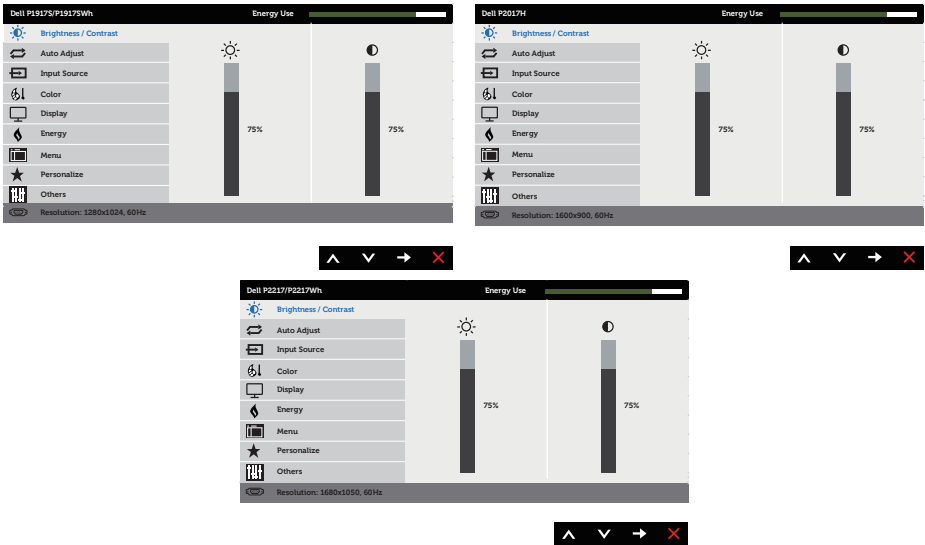 Dell P1917S/P1917SWh Energy Use
Brightness / Contrast
Auto Adjust
Input Source
Color
Display
Energy
Menu
Personalize
Others
75% 75%
Resolution: 1280x1024, 60Hz
Dell P2017H Energy Use
Brightness / Contrast
Auto Adjust
Input Source
Color
Display
Energy
Menu
Personalize
Others
75% 75%
Resolution: 1600x900, 60Hz
Dell P2217/P2217Wh Energy Use
Brightness / Contrast
Auto Adjust
Input Source
Color
Display
Energy
Menu
Personalize
Others
75% 75%
Resolution: 1680x1050, 60Hz